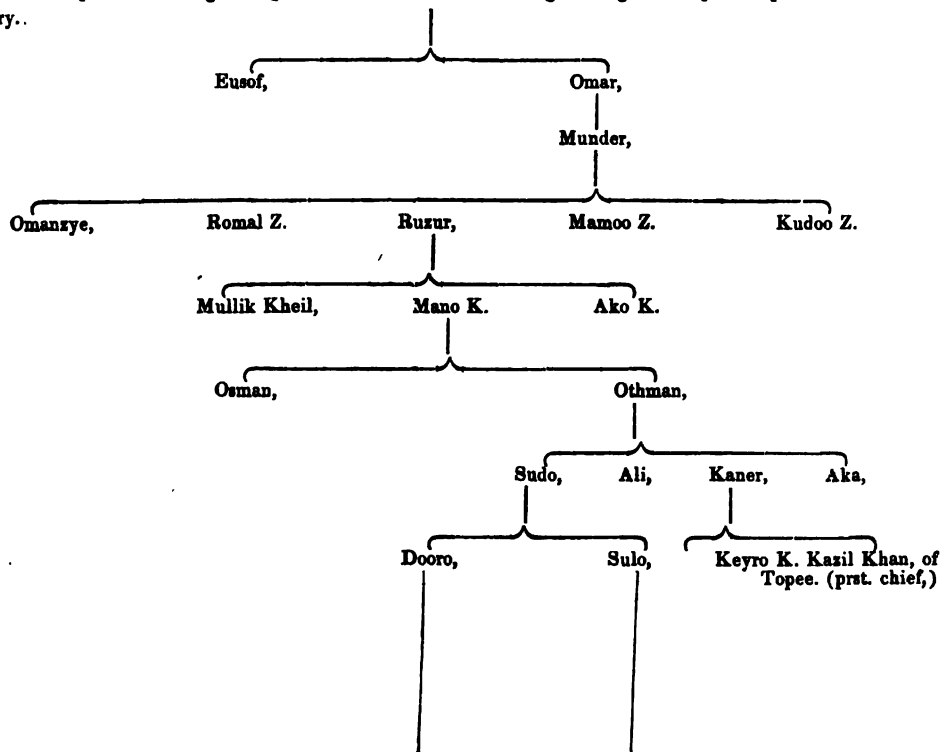 ry..
Eusof, Omar,
Munder,
Omanzye, Romal Z. Ruzur, Mamoo Z. Kudoo Z.
Mullik Kheil, Mano K. Ako K.
Osman, Othman,
Sudo, Ali, Kaner, Aka,
Dooro, Sulo, Keyro K. Kazil Khan, of
Topee. (prst. chief,)